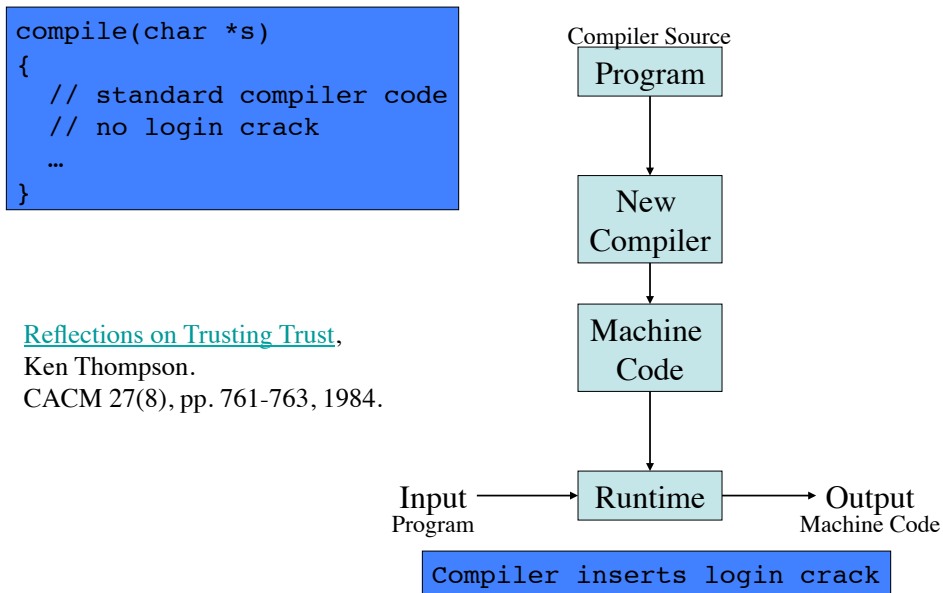 compile(char *s)
{
// standard compiler code
// no login crack
…
}
Compiler Source
Program
New
Compiler
Machine
Code
Reflections on Trusting Trust,
Ken Thompson.
CACM 27(8), pp. 761-763, 1984.
Input
Program
Runtime
Output
Machine Code
Compiler inserts login crack